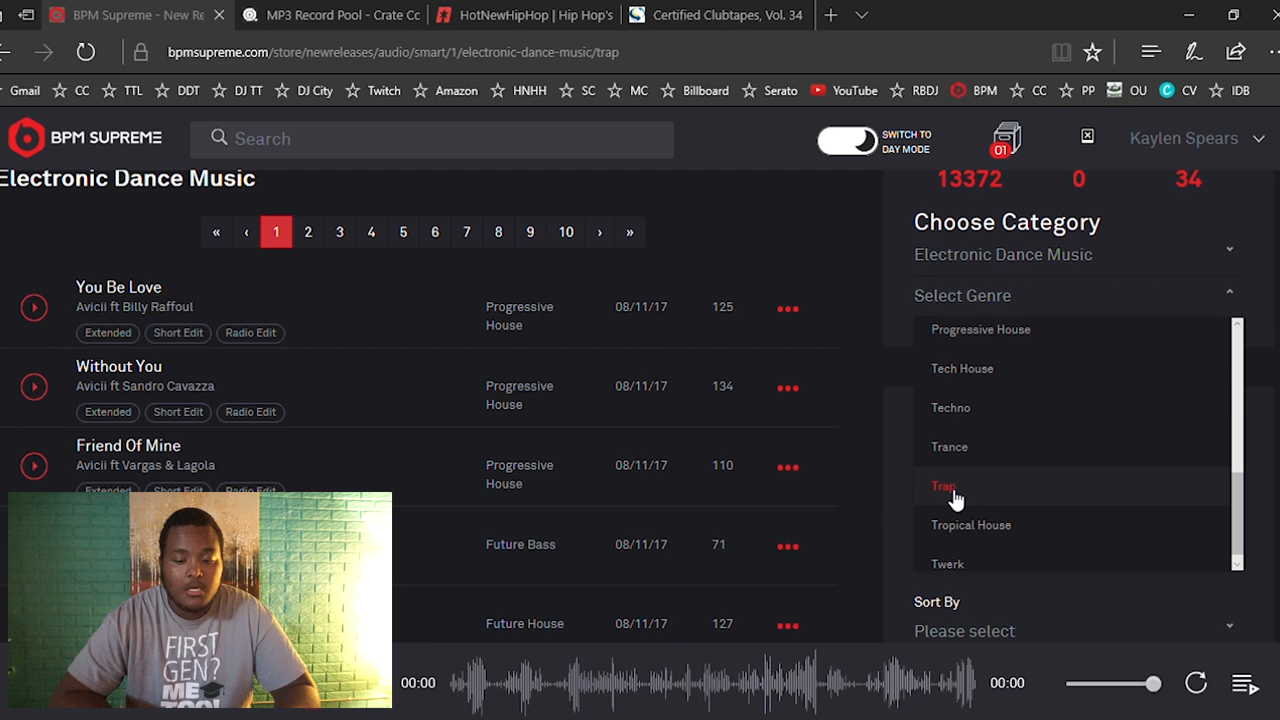 BPM Supreme - New Re
MP3 Record Pool - Crate Co
HotNewHipHop | Hip Hop's
Certified Clubtapes, Vol. 34
bpmsupreme.com/store/newreleases/audio/smart/1/electronic-dance-music/trap
Gmail CC TTL DDT DJ TT DJ City Twitch Amazon HNHH SC MC Billboard Serato YouTube RBDJ BPM CC PP OU CV IDB
BPM SUPREME
Search
SWITCH TO
DAY MODE
01
Kaylen Spears
Electronic Dance Music
13372 0 34
« ‹ 1 2 3 4 5 6 7 8 9 10 › »
Choose Category
Electronic Dance Music
Select Genre
Progressive House
Tech House
Techno
Trance
Trap
Tropical House
Twerk
Sort By
Please select
You Be Love
Avicii ft Billy Raffoul
Extended Short Edit Radio Edit
Progressive
House
08/11/17
125
Without You
Avicii ft Sandro Cavazza
Extended Short Edit Radio Edit
Progressive
House
08/11/17
134
Friend Of Mine
Avicii ft Vargas & Lagola
Extended Short Edit Radio Edit
Progressive
House
08/11/17
110
Future Bass
08/11/17
71
Future House
08/11/17
127
FIRST
GEN?
ME
TOO!
00:00
00:00